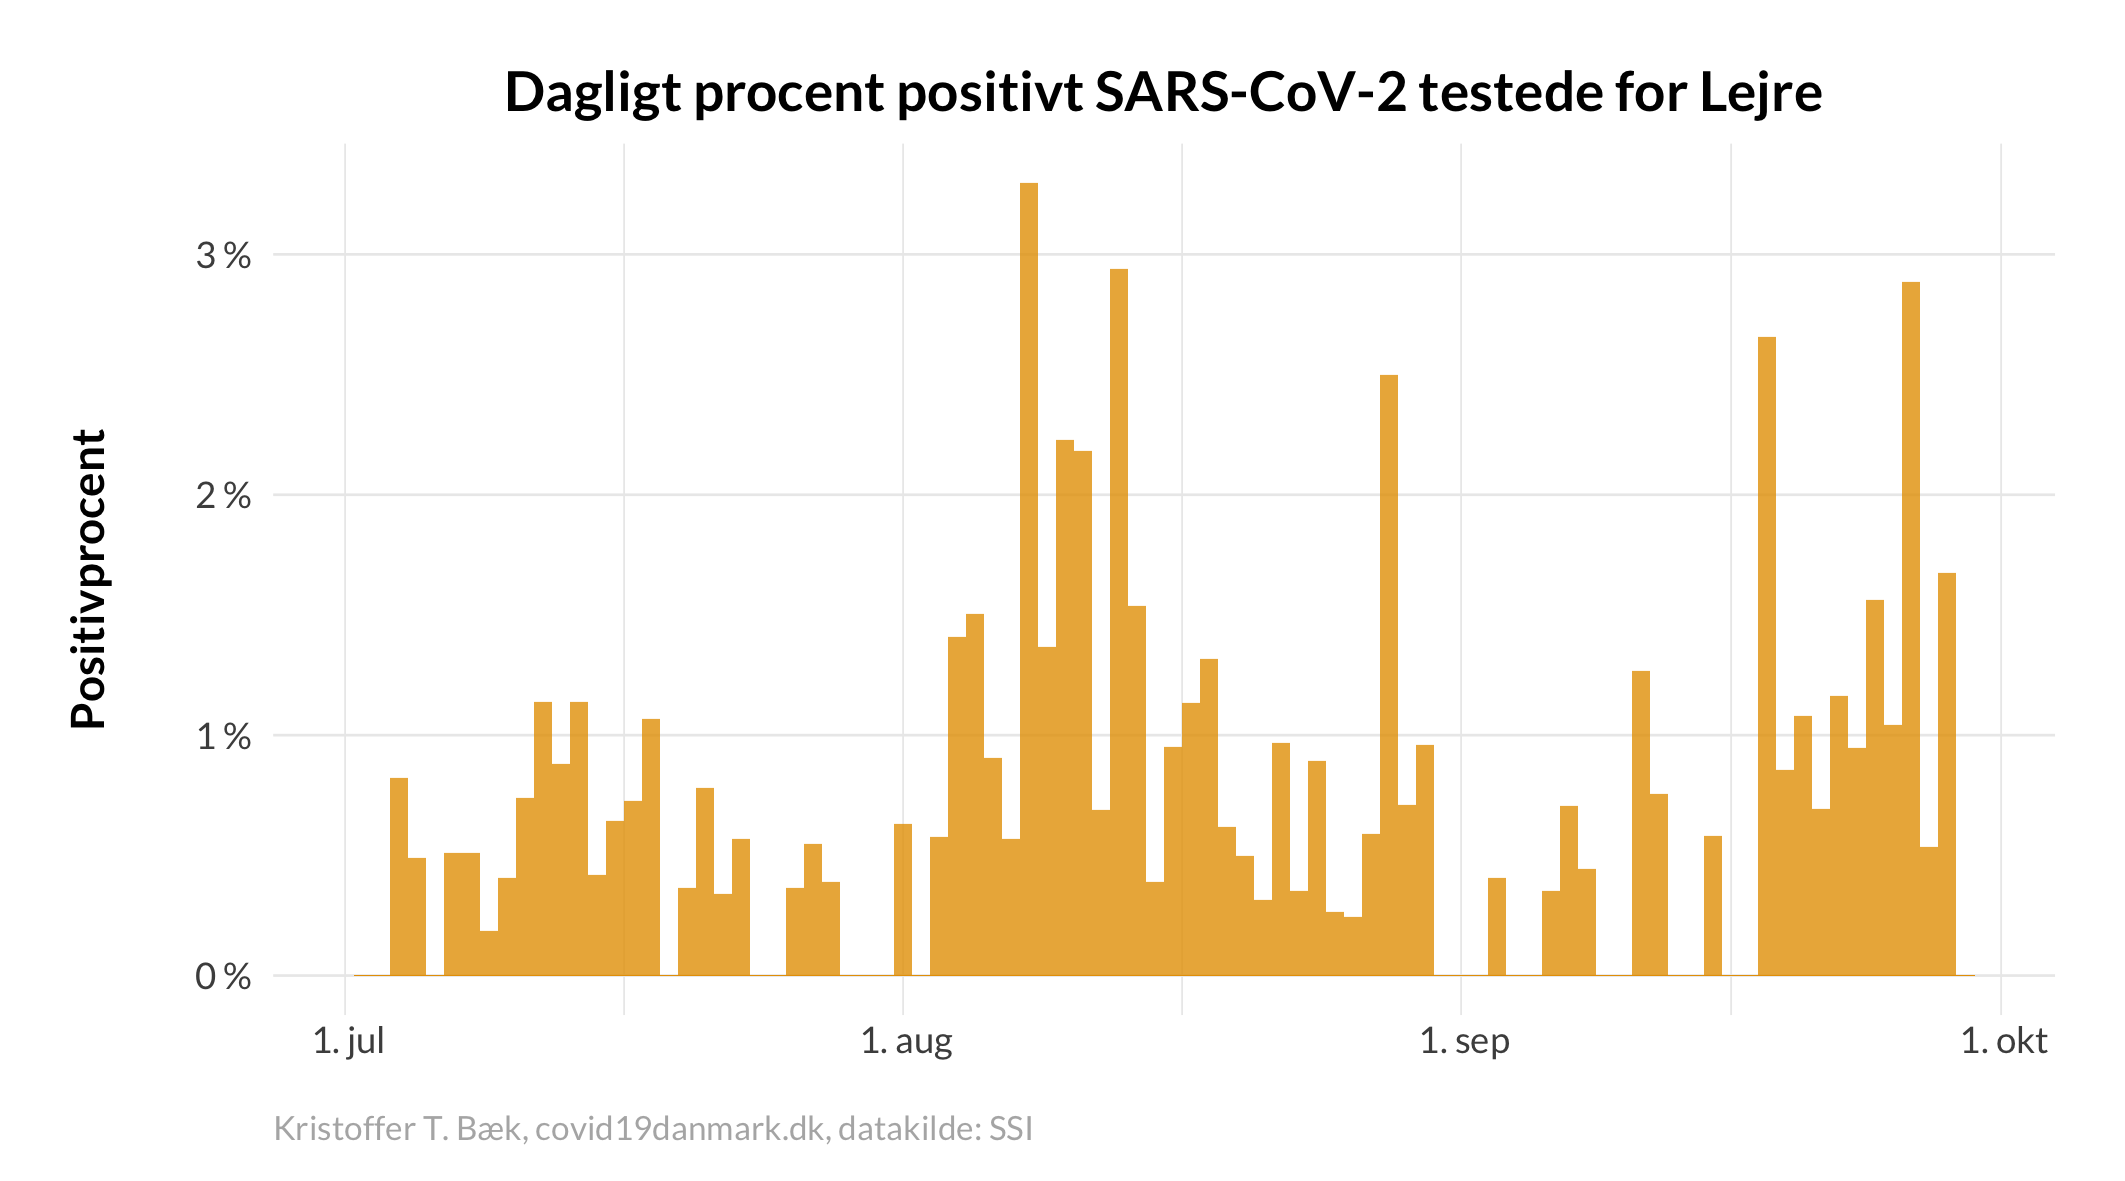 Dagligt procent positivt SARS-CoV-2 testede for Lejre
Positivprocent
3 %
2 %
1 %
0 %
1. jul
1. aug
1. sep
1. okt
Kristoffer T. Bæk, covid19danmark.dk, datakilde: SSI